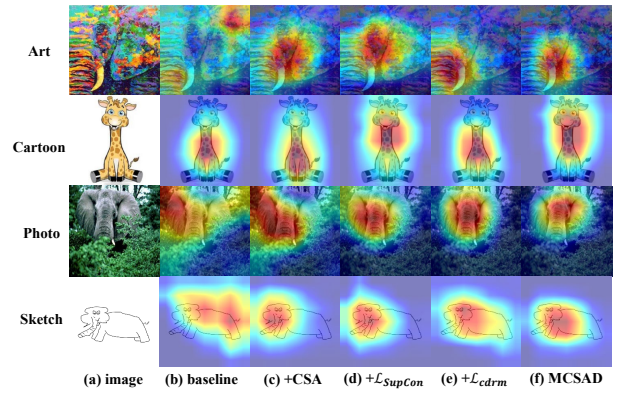 Art
Cartoon
Photo
Sketch
(a) image (b) baseline (c) +CSA (d) +ℒ_SupCon (e) +ℒ_cdrm (f) MCSAD